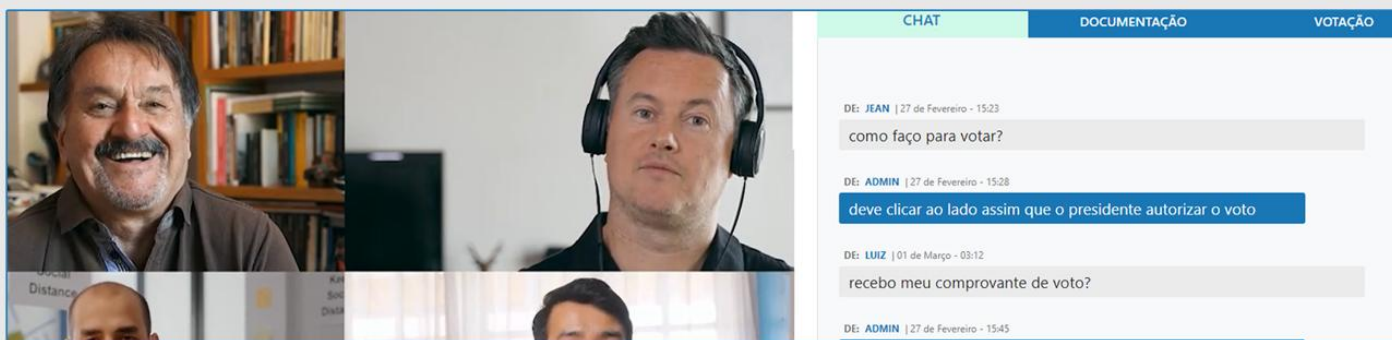 CHAT
DOCUMENTAÇÃO
VOTAÇÃO
DE: JEAN | 27 de Fevereiro - 15:23
como faço para votar?
DE: ADMIN | 27 de Fevereiro - 15:28
deve clicar ao lado assim que o presidente autorizar o voto
DE: LUIZ | 01 de Março - 03:12
recebo meu comprovante de voto?
DE: ADMIN | 27 de Fevereiro - 15:45
Social
Distance